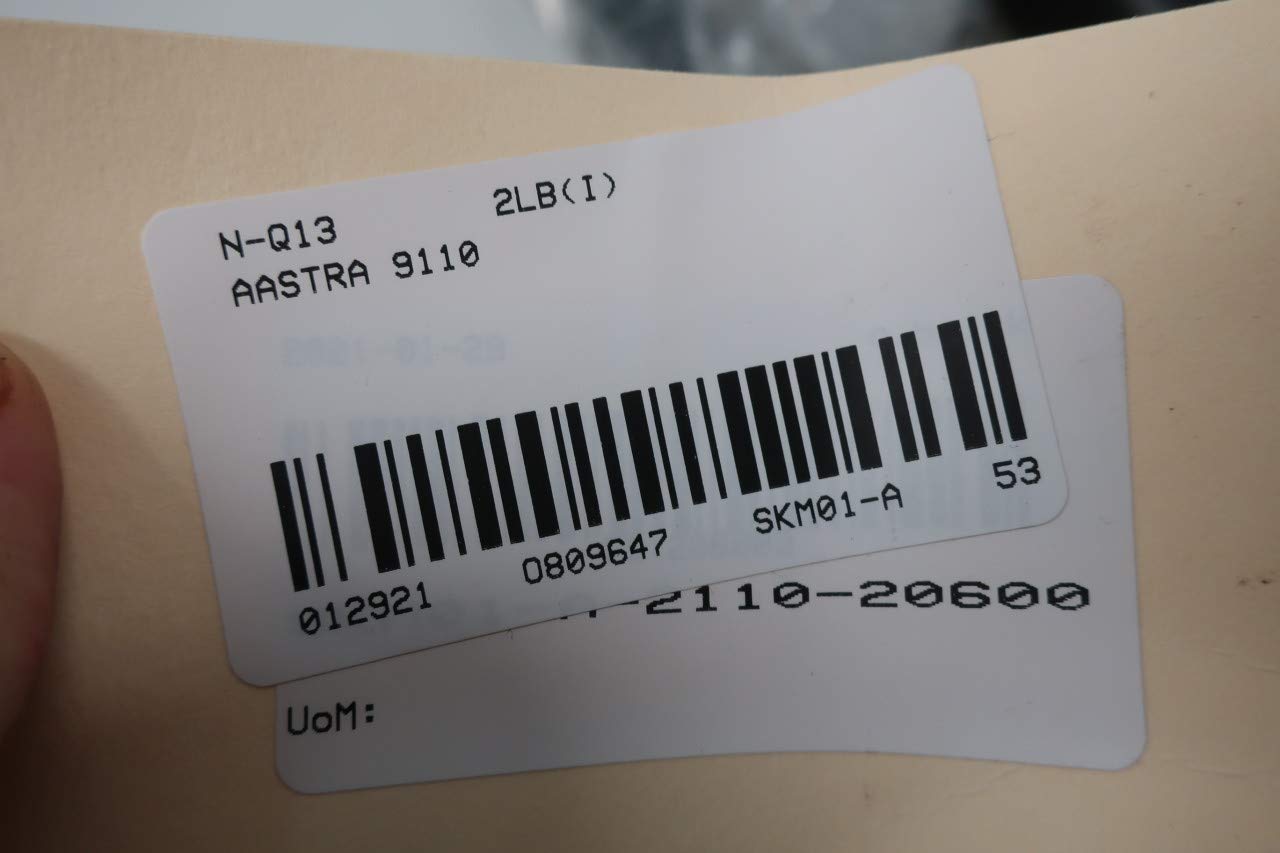 N-Q13 2LB(I)
AASTRA 9110
012921 0809647 SKM01-A 53
-2110-20600
UoM: